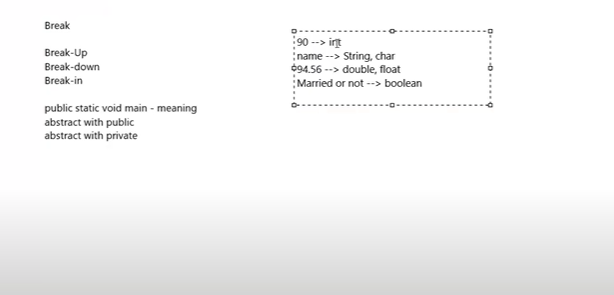 Break
Break-Up
Break-down
Break-in
public static void main - meaning
abstract with public
abstract with private
90 --> int
name --> String, char
94.56 --> double, float
Married or not --> boolean